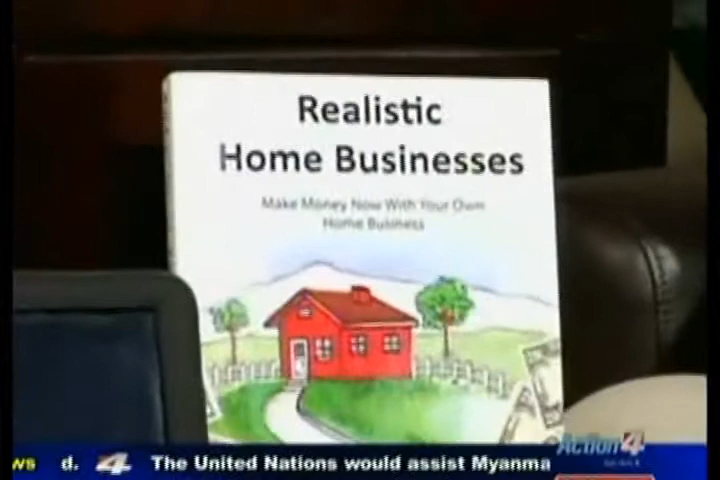 Realistic
Home Businesses
Make Money Now With Your Own
Home Business
Action 4
ws d. 4 The United Nations would assist Myanma